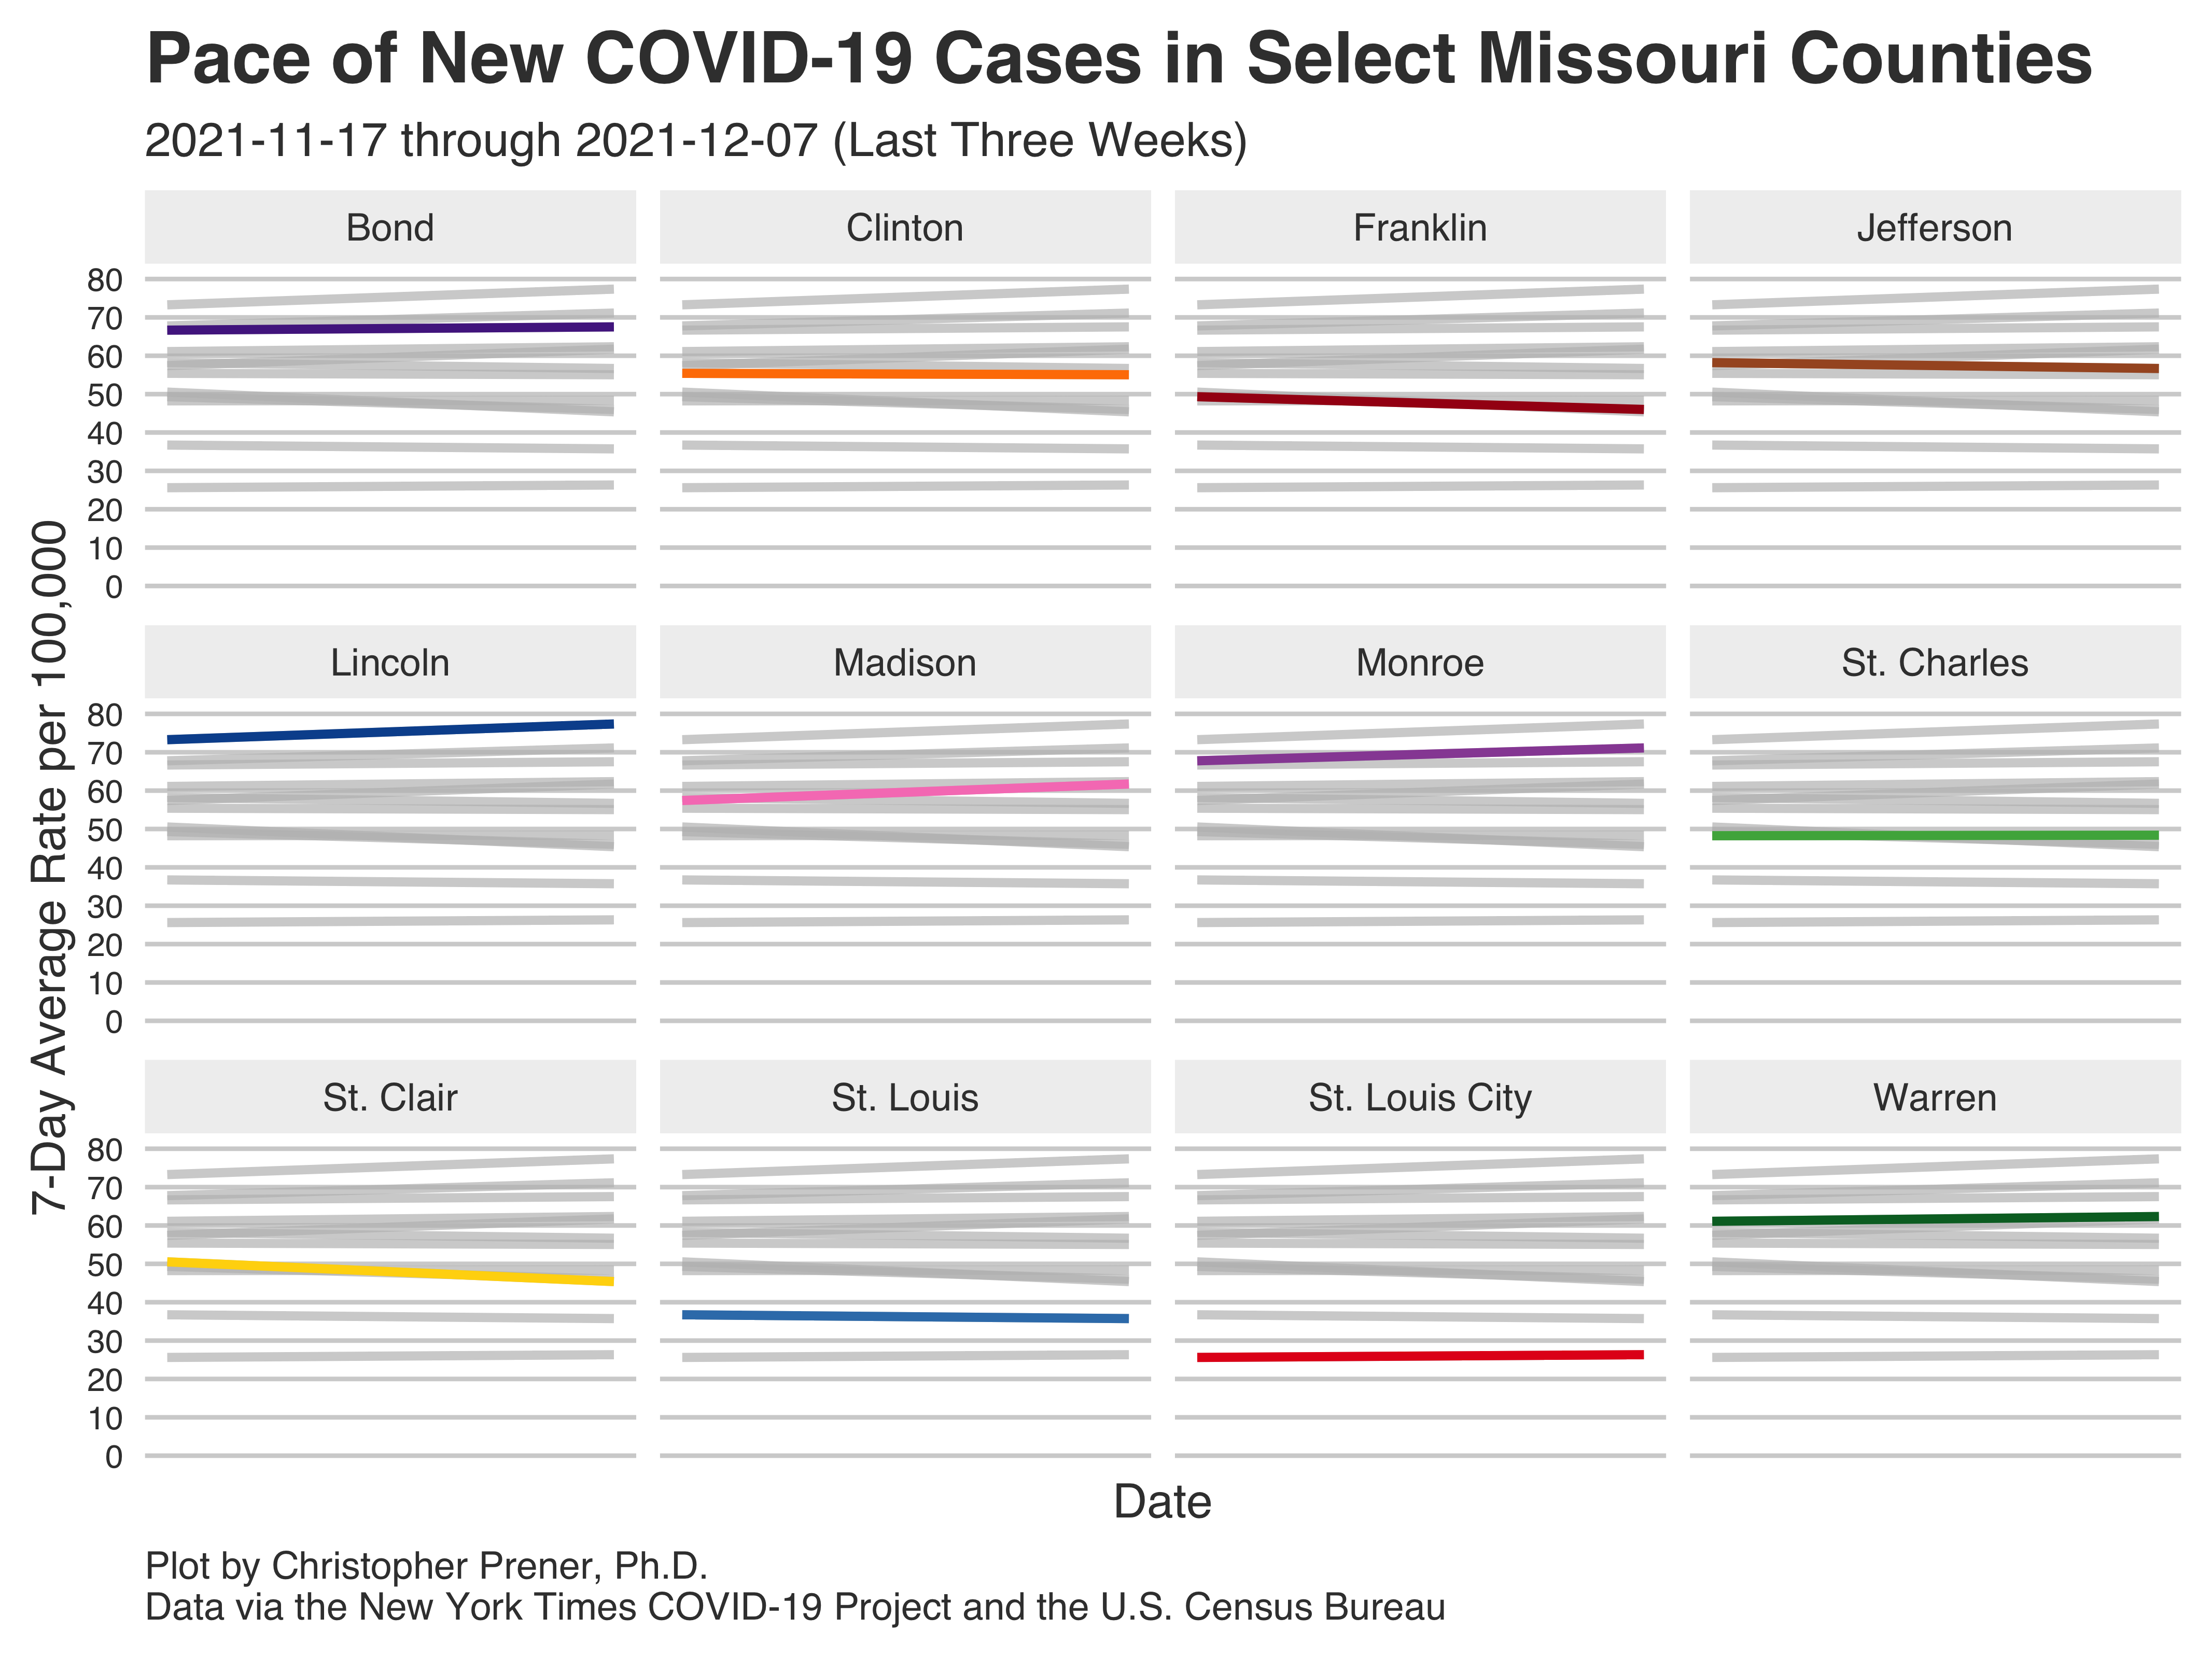 Pace of New COVID-19 Cases in Select Missouri Counties
2021-11-17 through 2021-12-07 (Last Three Weeks)
Bond
Clinton
Franklin
Jefferson
80
70
60
50
40
30
20
10
0
Lincoln
Madison
Monroe
St. Charles
80
70
60
50
40
30
20
10
0
St. Clair
St. Louis
St. Louis City
Warren
80
70
60
50
40
30
20
10
0
7-Day Average Rate per 100,000
Date
Plot by Christopher Prener, Ph.D.
Data via the New York Times COVID-19 Project and the U.S. Census Bureau